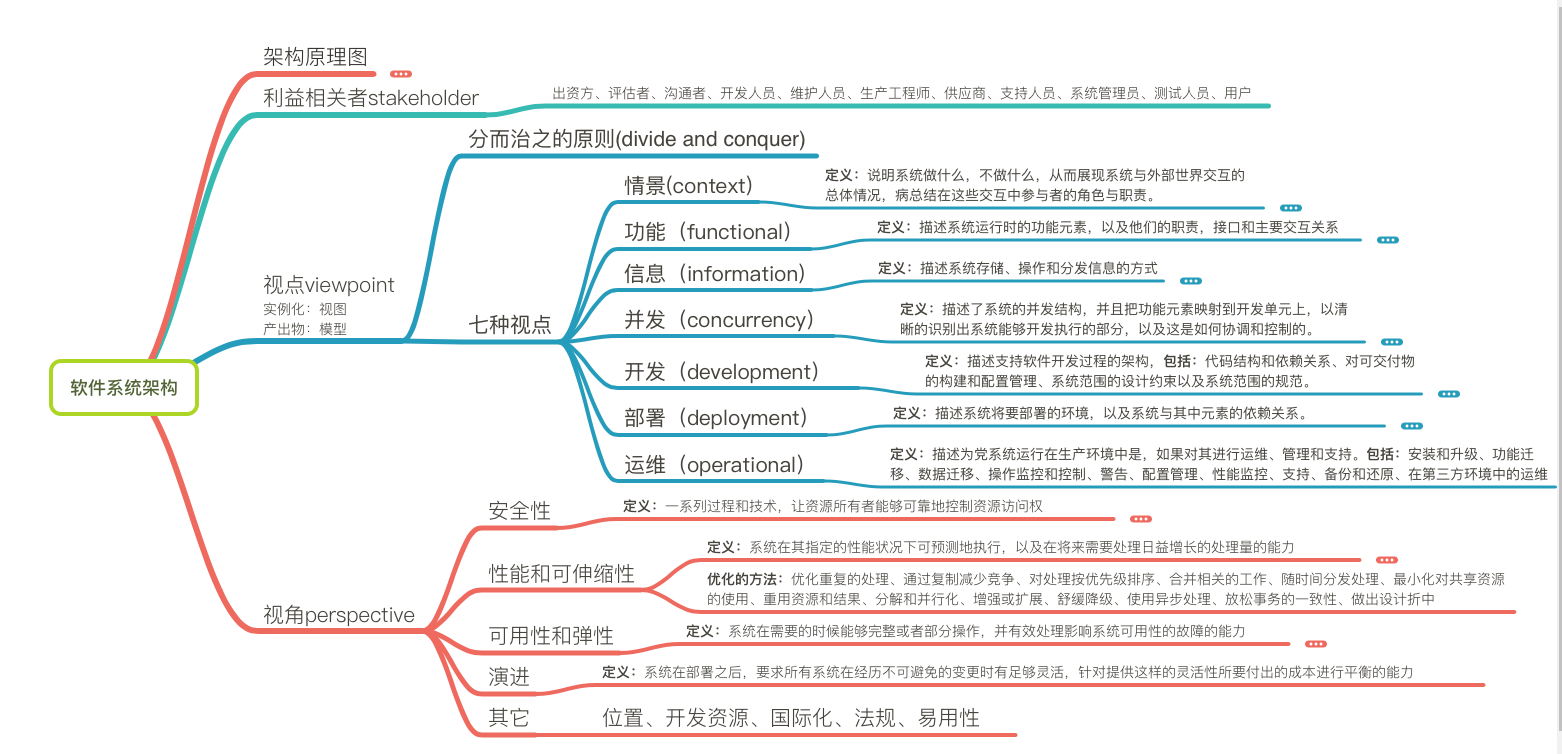 架构原理图
利益相关者stakeholder
出资方、评估者、沟通者、开发人员、维护人员、生产工程师、供应商、支持人员、系统管理员、测试人员、用户
分而治之的原则(divide and conquer)
定义：说明系统做什么，不做什么，从而展现系统与外部世界交互的
总体情况，病总结在这些交互中参与者的角色与职责。
情景(context)
功能（functional）
定义：描述系统运行时的功能元素，以及他们的职责，接口和主要交互关系
信息（information）
定义：描述系统存储、操作和分发信息的方式
视点viewpoint
实例化：视图
产出物：模型
七种视点
并发（concurrency）
定义：描述了系统的并发结构，并且把功能元素映射到开发单元上，以清
晰的识别出系统能够开发执行的部分，以及这是如何协调和控制的。
开发（development）
定义：描述支持软件开发过程的架构，包括：代码结构和依赖关系、对可交付物
的构建和配置管理、系统范围的设计约束以及系统范围的规范。
软件系统架构
部署（deployment）
定义：描述系统将要部署的环境，以及系统与其中元素的依赖关系。
运维（operational）
定义：描述为党系统运行在生产环境中是，如果对其进行运维、管理和支持。包括：安装和升级、功能迁
移、数据迁移、操作监控和控制、警告、配置管理、性能监控、支持、备份和还原、在第三方环境中的运维
安全性
定义：一系列过程和技术，让资源所有者能够可靠地控制资源访问权
性能和可伸缩性
定义：系统在其指定的性能状况下可预测地执行，以及在将来需要处理日益增长的处理量的能力
优化的方法：优化重复的处理、通过复制减少竞争、对处理按优先级排序、合并相关的工作、随时间分发处理、最小化对共享资源
的使用、重用资源和结果、分解和并行化、增强或扩展、舒缓降级、使用异步处理、放松事务的一致性、做出设计折中
视角perspective
可用性和弹性
定义：系统在需要的时候能够完整或者部分操作，并有效处理影响系统可用性的故障的能力
演进
定义：系统在部署之后，要求所有系统在经历不可避免的变更时有足够灵活，针对提供这样的灵活性所要付出的成本进行平衡的能力
其它
位置、开发资源、国际化、法规、易用性